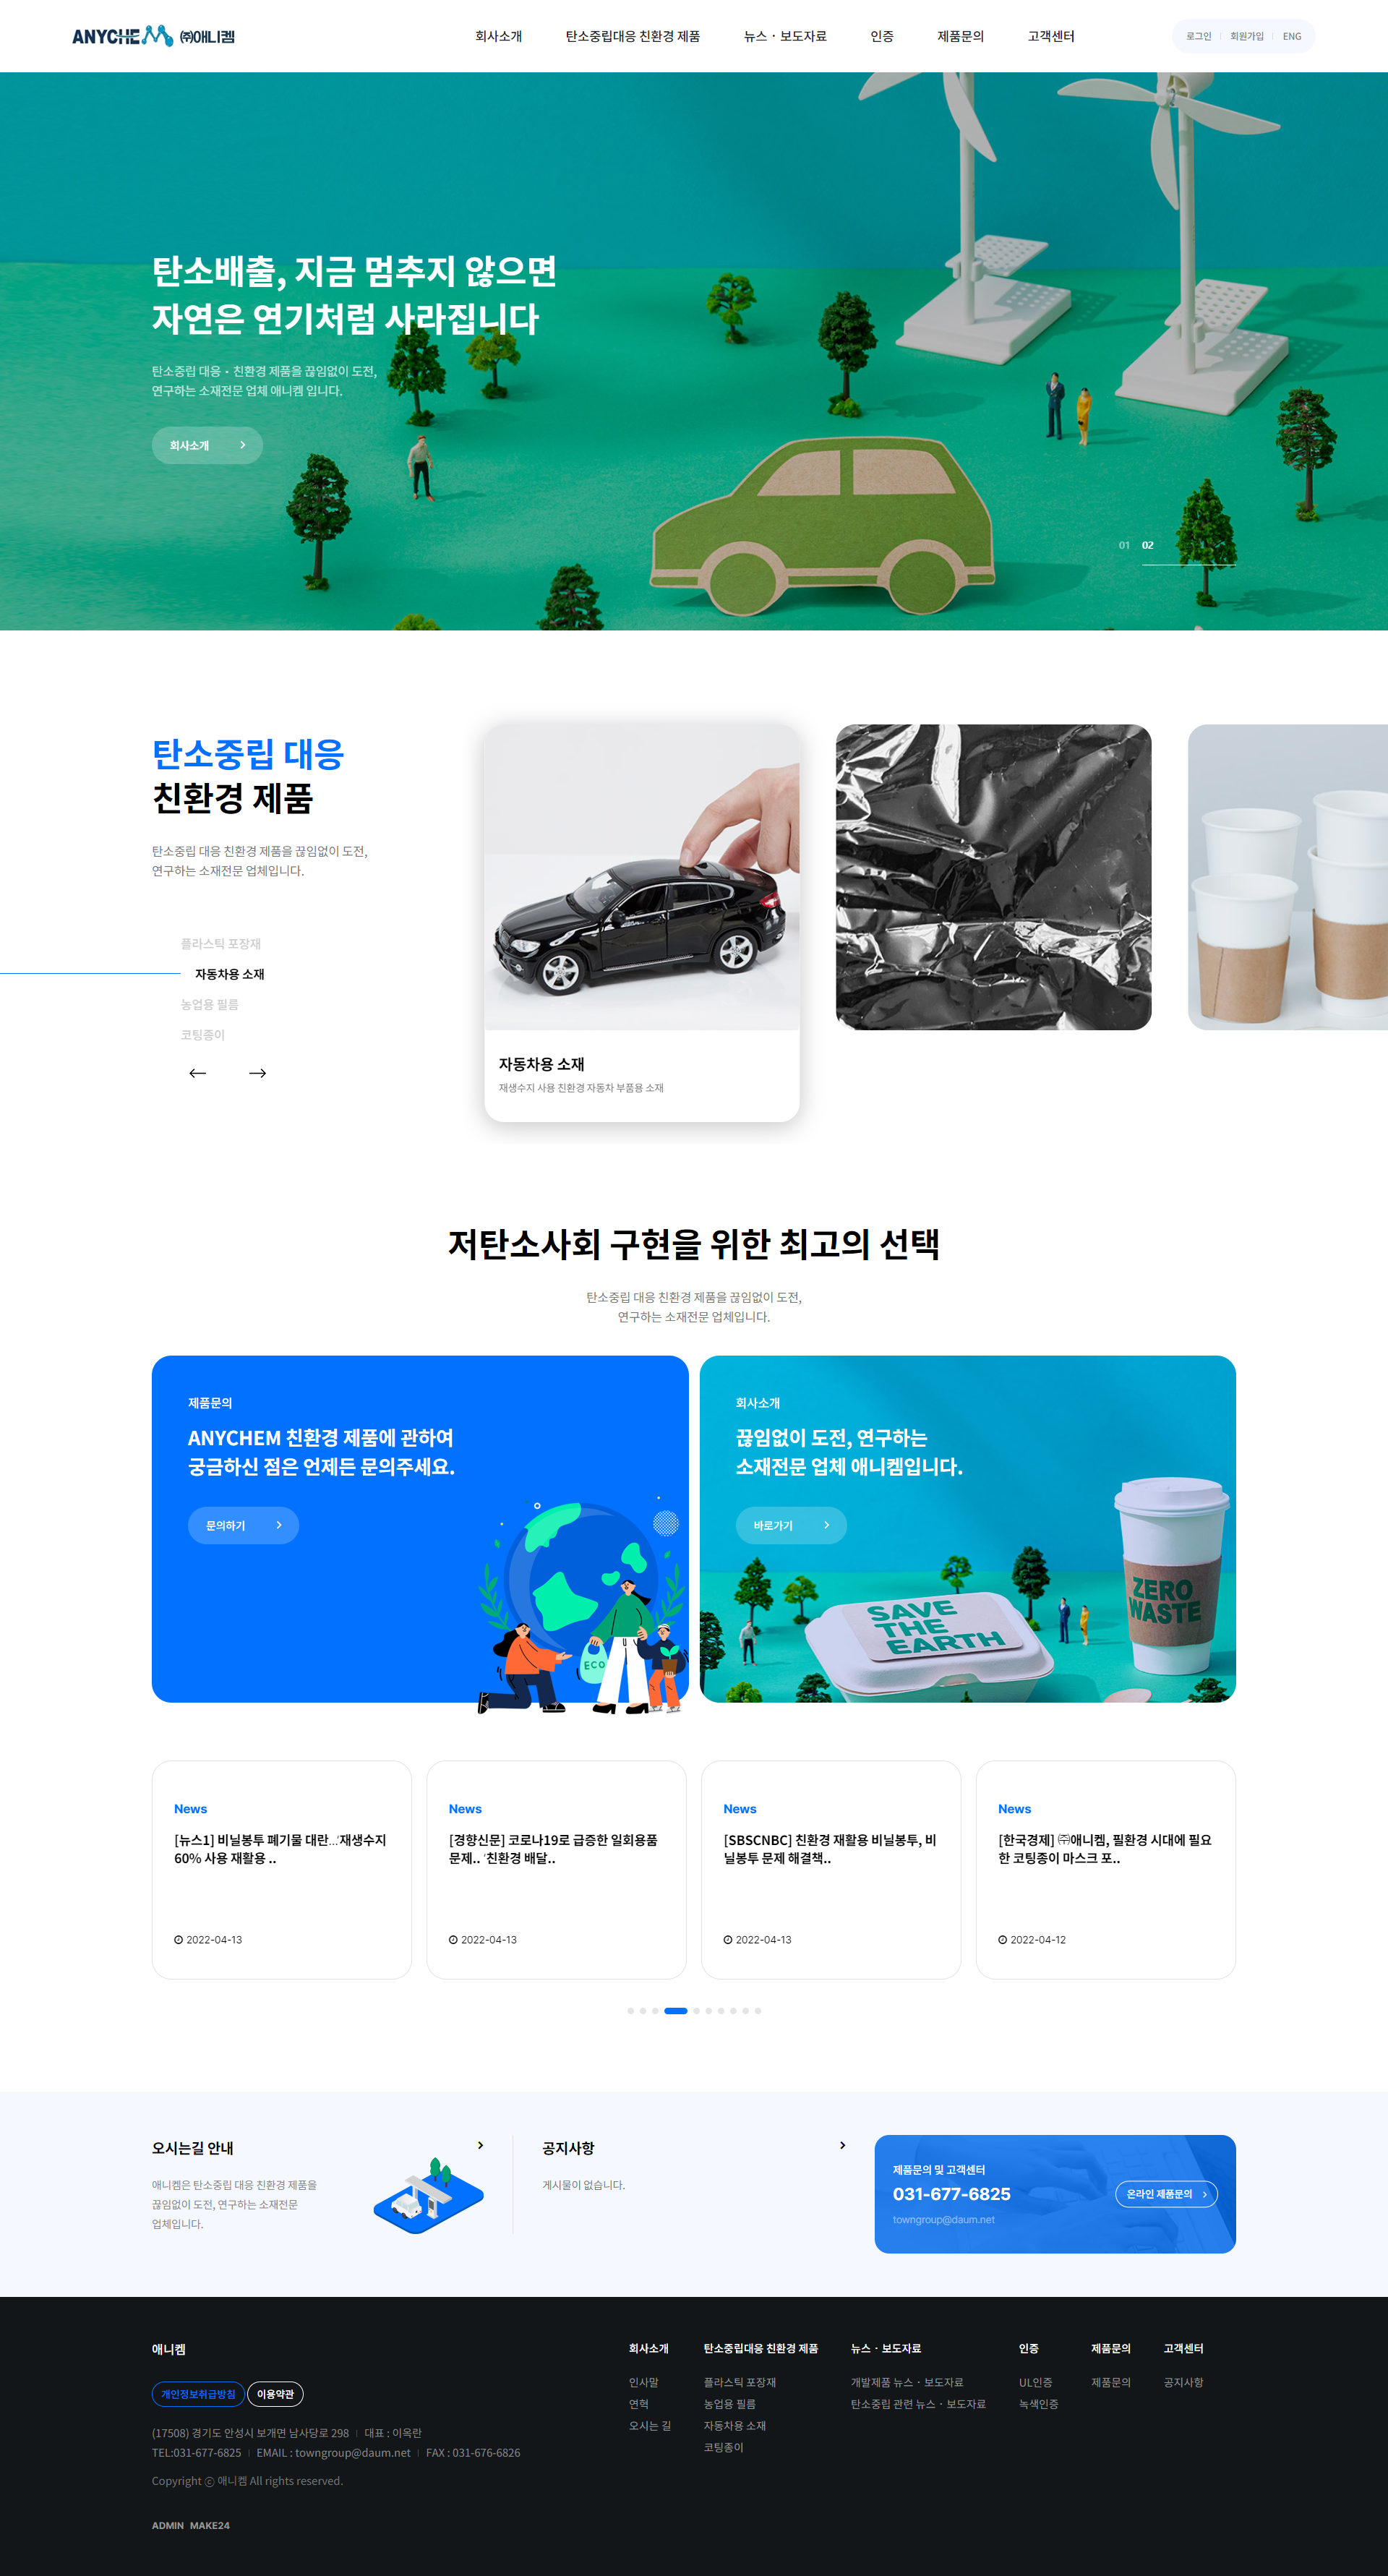 ANYCHEM ㈜애니켐
회사소개
탄소중립대응 친환경 제품
뉴스 · 보도자료
인증
제품문의
고객센터
로그인
회원가입
ENG
탄소배출, 지금 멈추지 않으면
자연은 연기처럼 사라집니다
탄소중립 대응 · 친환경 제품을 끊임없이 도전,
연구하는 소재전문 업체 애니켐 입니다.
회사소개
01 02
탄소중립 대응
친환경 제품
탄소중립 대응 친환경 제품을 끊임없이 도전,
연구하는 소재전문 업체입니다.
플라스틱 포장재
자동차용 소재
농업용 필름
코팅종이
자동차용 소재
재생수지 사용 친환경 자동차 부품용 소재
저탄소사회 구현을 위한 최고의 선택
탄소중립 대응 친환경 제품을 끊임없이 도전,
연구하는 소재전문 업체입니다.
제품문의
ANYCHEM 친환경 제품에 관하여
궁금하신 점은 언제든 문의주세요.
문의하기
ECO
회사소개
끊임없이 도전, 연구하는
소재전문 업체 애니켐입니다.
바로가기
SAVE
THE
EARTH
ZERO
WASTE
News
[뉴스1] 비닐봉투 폐기물 대란…'재생수지
60% 사용 재활용 ..
2022-04-13
News
[경향신문] 코로나19로 급증한 일회용품
문제.. '친환경 배달..
2022-04-13
News
[SBSCNBC] 친환경 재활용 비닐봉투, 비
닐봉투 문제 해결책..
2022-04-13
News
[한국경제] ㈜애니켐, 필환경 시대에 필요
한 코팅종이 마스크 포..
2022-04-12
오시는길 안내
애니켐은 탄소중립 대응 친환경 제품을
끊임없이 도전, 연구하는 소재전문
업체입니다.
공지사항
게시물이 없습니다.
제품문의 및 고객센터
031-677-6825
towngroup@daum.net
온라인 제품문의
애니켐
개인정보취급방침
이용약관
(17508) 경기도 안성시 보개면 남사당로 298 | 대표 : 이옥란
TEL:031-677-6825 | EMAIL : towngroup@daum.net | FAX : 031-676-6826
Copyright ⓒ 애니켐 All rights reserved.
ADMIN MAKE24
회사소개
인사말
연혁
오시는 길
탄소중립대응 친환경 제품
플라스틱 포장재
농업용 필름
자동차용 소재
코팅종이
뉴스 · 보도자료
개발제품 뉴스 · 보도자료
탄소중립 관련 뉴스 · 보도자료
인증
UL인증
녹색인증
제품문의
제품문의
고객센터
공지사항